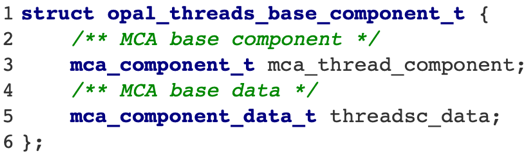 1 struct opal_threads_base_component_t {
2     /** MCA base component */
3     mca_component_t mca_thread_component;
4     /** MCA base data */
5     mca_component_data_t threadsc_data;
6 };